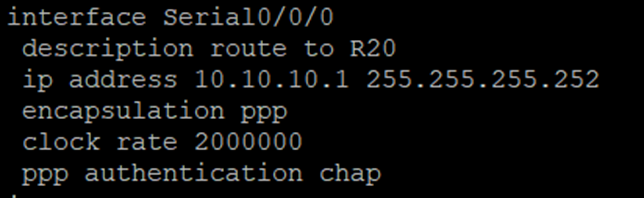 interface Serial0/0/0
description route to R20
ip address 10.10.10.1 255.255.255.252
encapsulation ppp
clock rate 2000000
ppp authentication chap